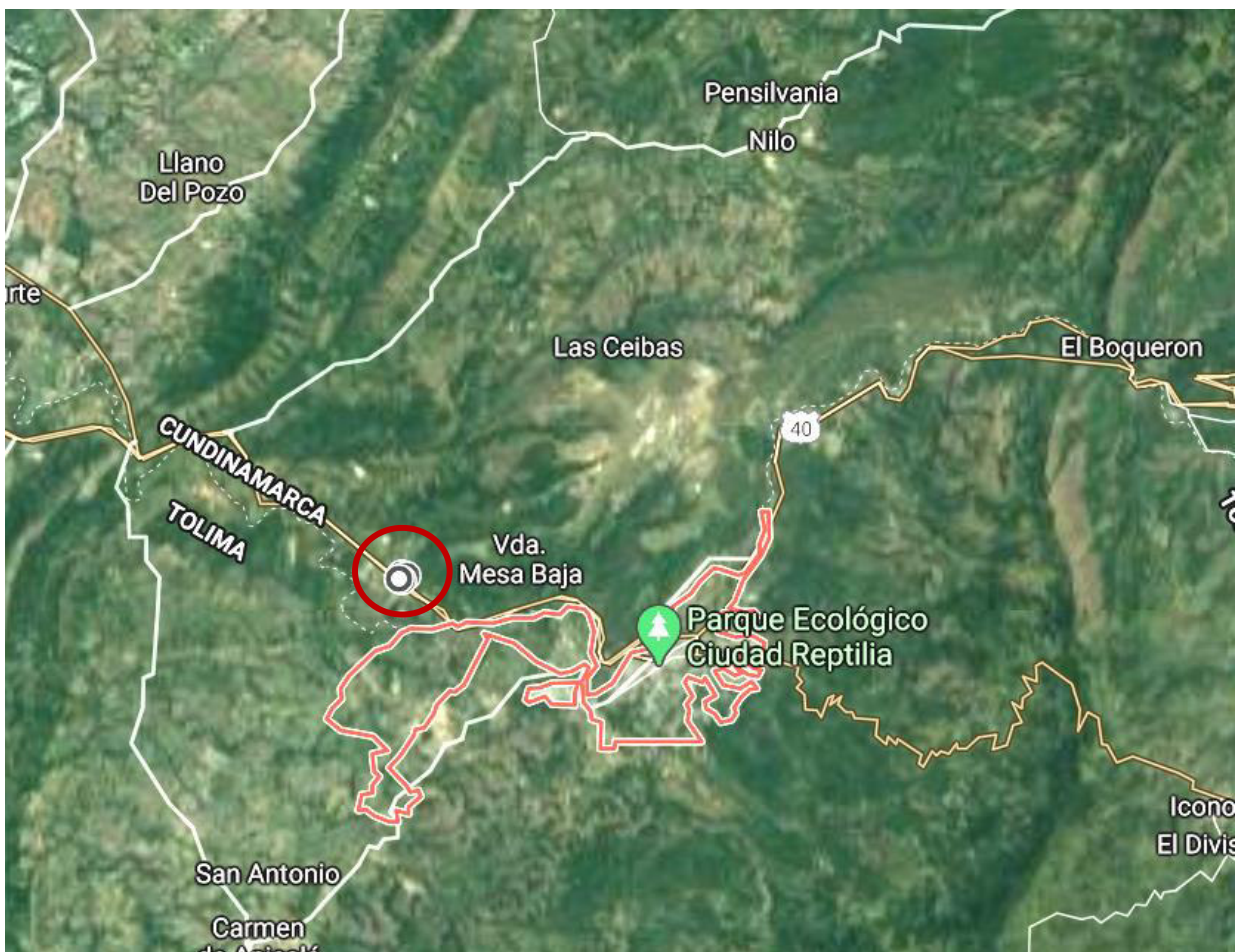 Pensilvania
Nilo
Llano
Del Pozo
arte
Las Ceibas
El Boqueron
40
CUNDINAMARCA
TOLIMA
Vda.
Mesa Baja
Parque Ecológico
Ciudad Reptilia
Icono
El Divis
San Antonio
Carmen